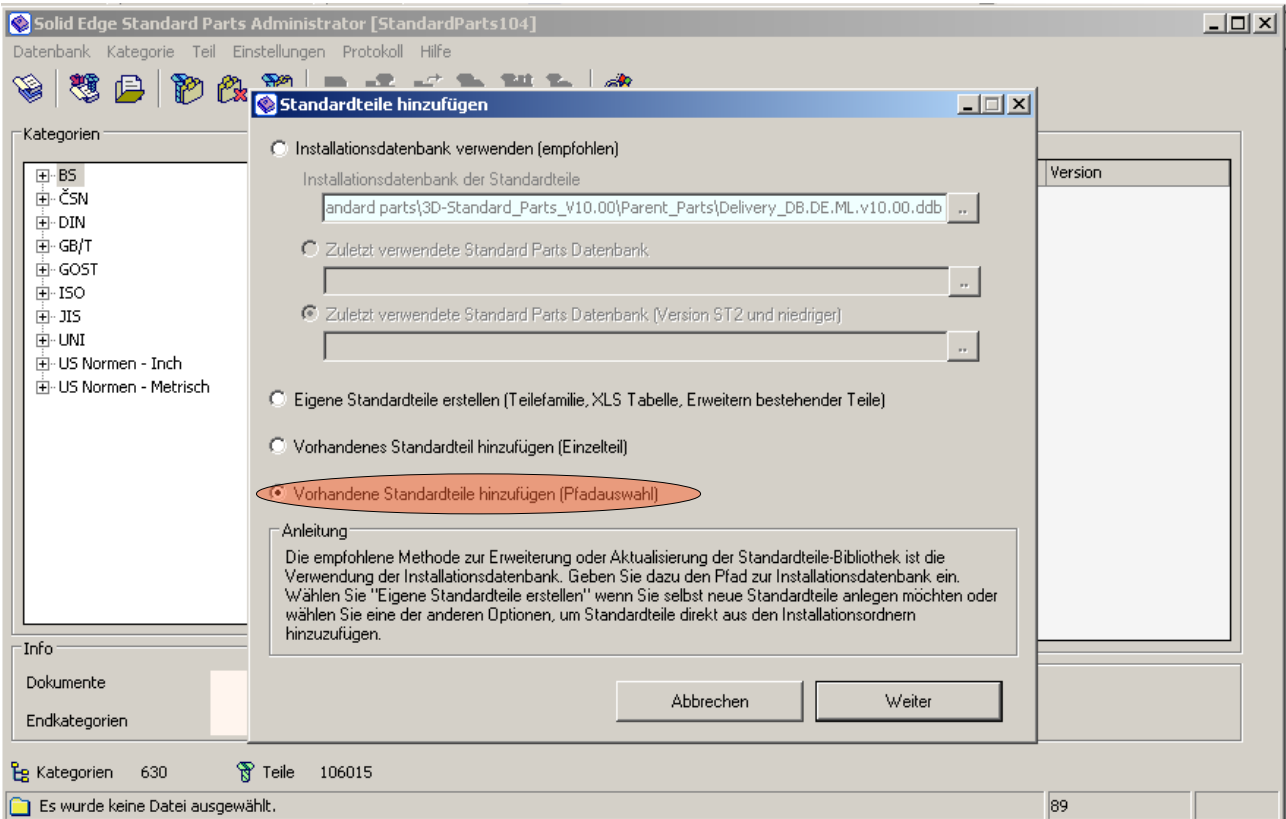 Solid Edge Standard Parts Administrator [StandardParts104]
Datenbank Kategorie Teil Einstellungen Protokoll Hilfe
Standardteile hinzufügen
Kategorien
Installationsdatenbank verwenden (empfohlen)
BS
Installationsdatenbank der Standardteile
Version
ČSN
andard parts\3D-Standard_Parts_V10.00\Parent_Parts\Delivery_DB.DE.ML.v10.00.ddb ..
DIN
GB/T
Zuletzt verwendete Standard Parts Datenbank
GOST
..
ISO
JIS
Zuletzt verwendete Standard Parts Datenbank (Version ST2 und niedriger)
UNI
..
US Normen - Inch
US Normen - Metrisch
Eigene Standardteile erstellen (Teilefamilie, XLS Tabelle, Erweitern bestehender Teile)
Vorhandenes Standardteil hinzufügen (Einzelteil)
Vorhandene Standardteile hinzufügen (Pfadauswahl)
Anleitung
Die empfohlene Methode zur Erweiterung oder Aktualisierung der Standardteile-Bibliothek ist die
Verwendung der Installationsdatenbank. Geben Sie dazu den Pfad zur Installationsdatenbank ein.
Wählen Sie "Eigene Standardteile erstellen" wenn Sie selbst neue Standardteile anlegen möchten oder
wählen Sie eine der anderen Optionen, um Standardteile direkt aus den Installationsordnern
hinzuzufügen.
Info
Dokumente
Abbrechen Weiter
Endkategorien
Kategorien 630 Teile 106015
Es wurde keine Datei ausgewählt. 89